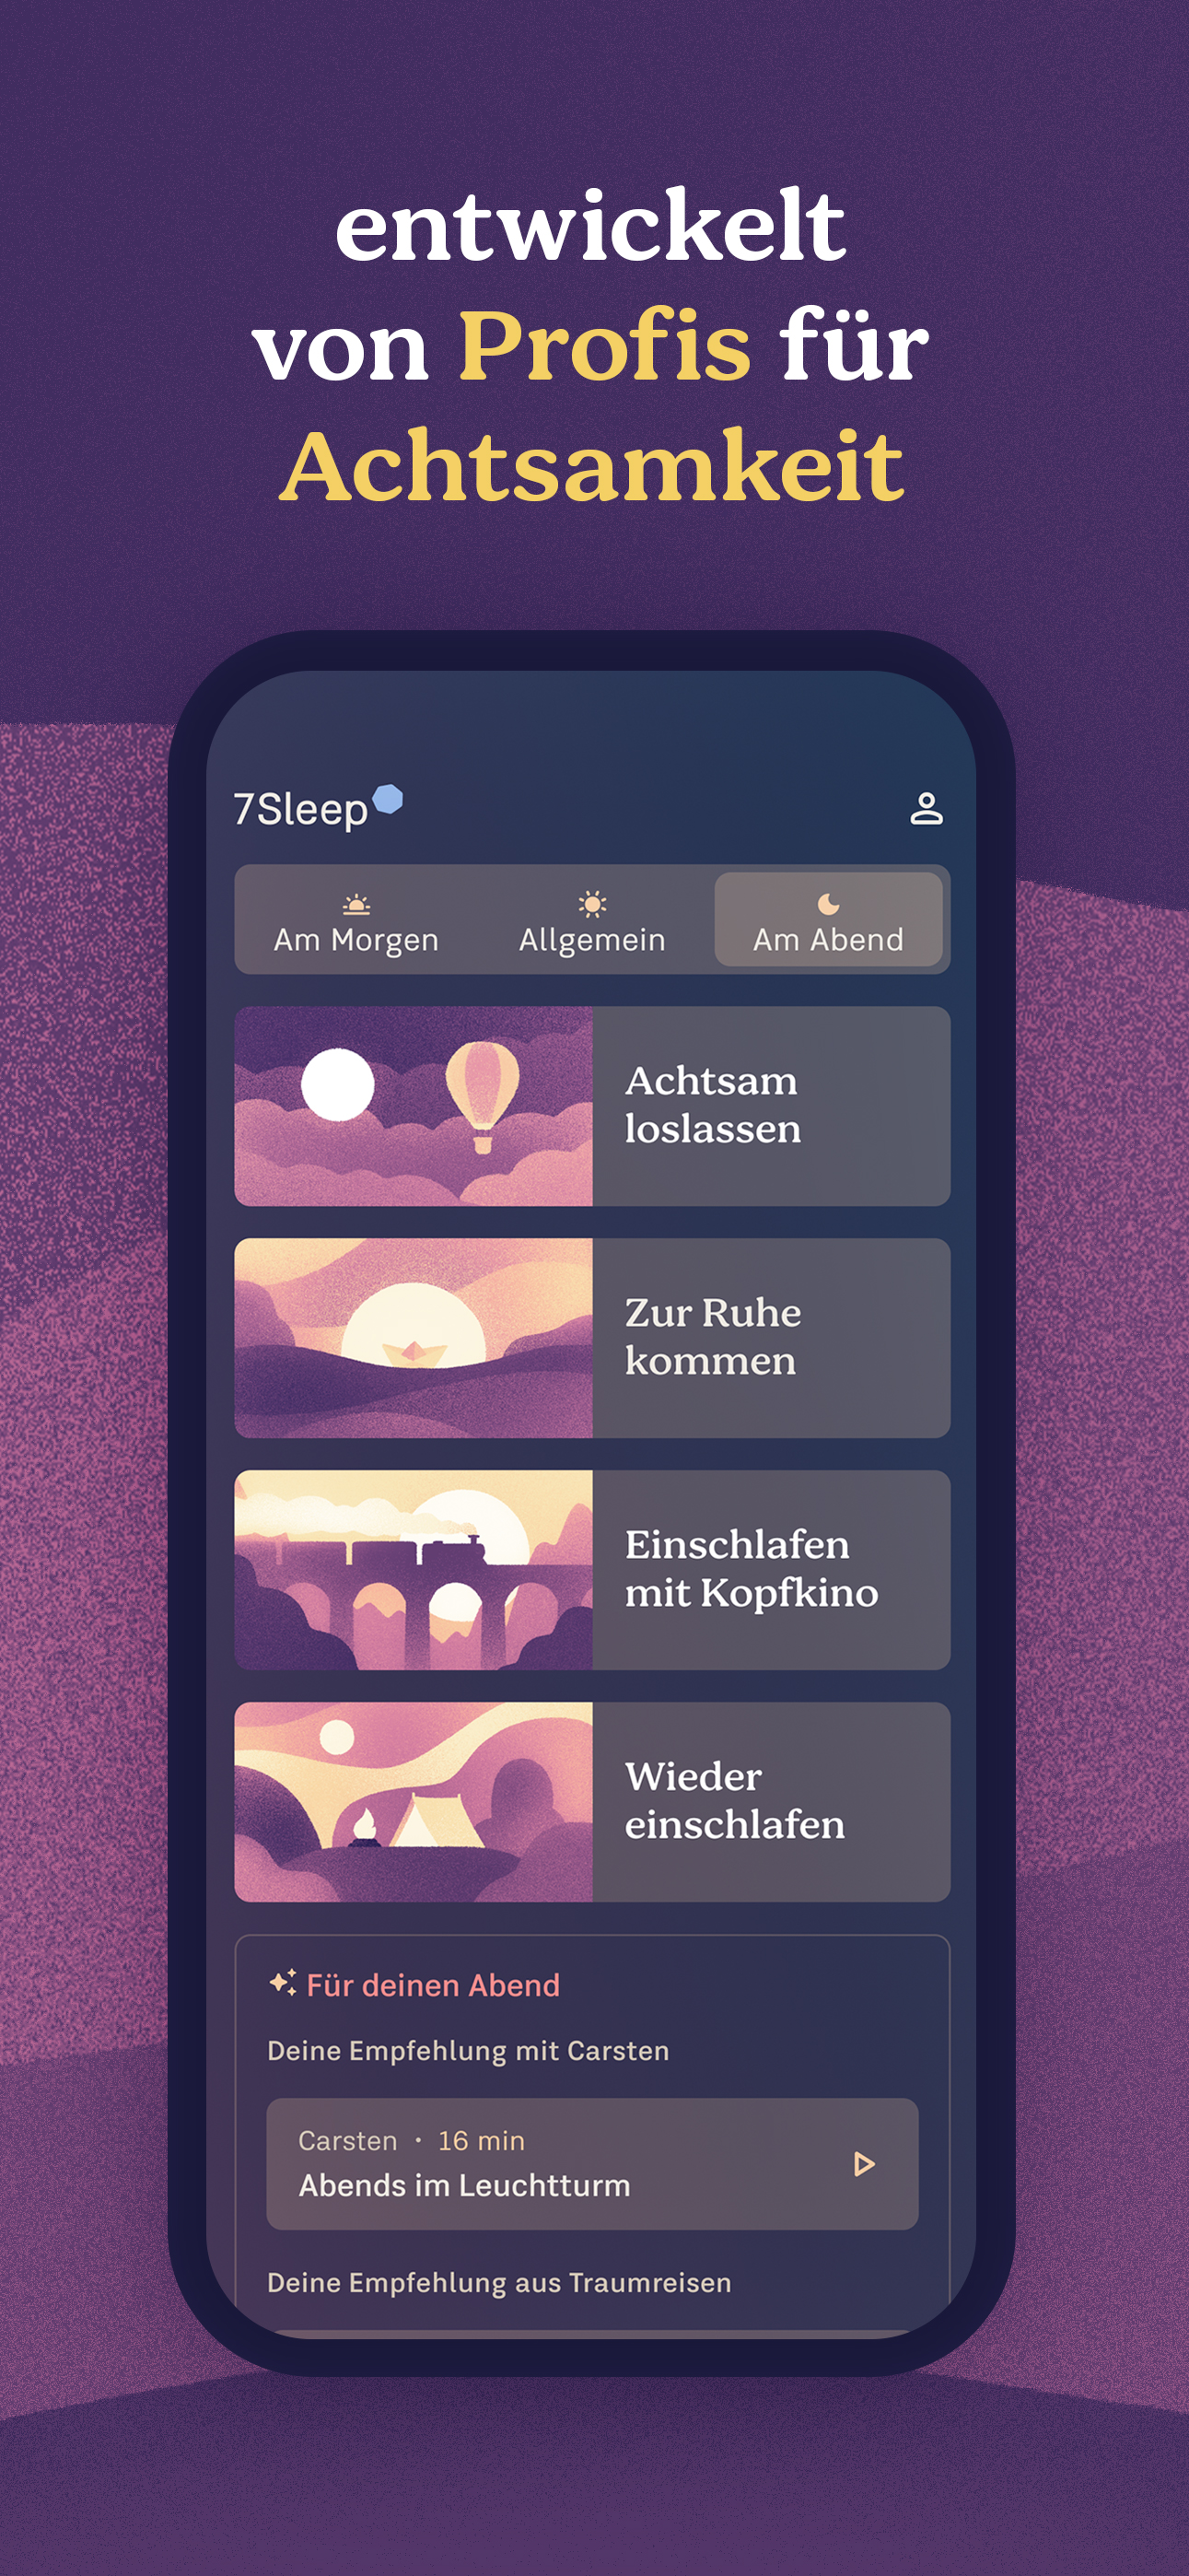 entwickelt
von Profis für
Achtsamkeit
7Sleep
Am Morgen
Allgemein
Am Abend
Achtsam
loslassen
Zur Ruhe
kommen
Einschlafen
mit Kopfkino
Wieder
einschlafen
Für deinen Abend
Deine Empfehlung mit Carsten
Carsten • 16 min
Abends im Leuchtturm
Deine Empfehlung aus Traumreisen